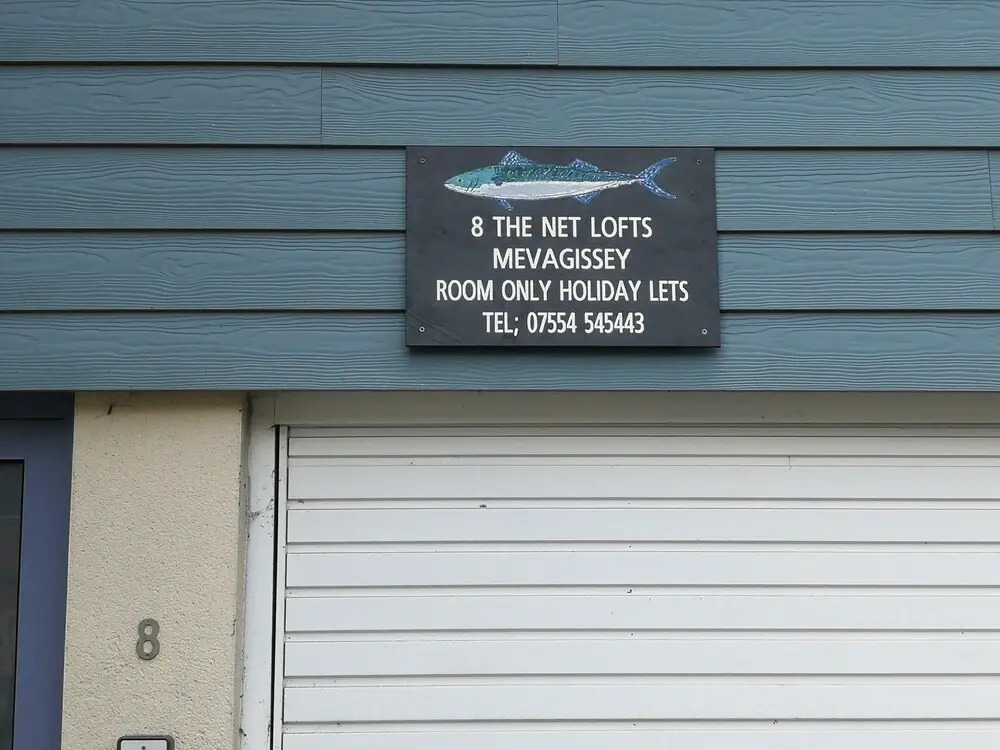 8 THE NET LOFTS
MEVAGISSEY
ROOM ONLY HOLIDAY LETS
TEL; 07554 545443
8